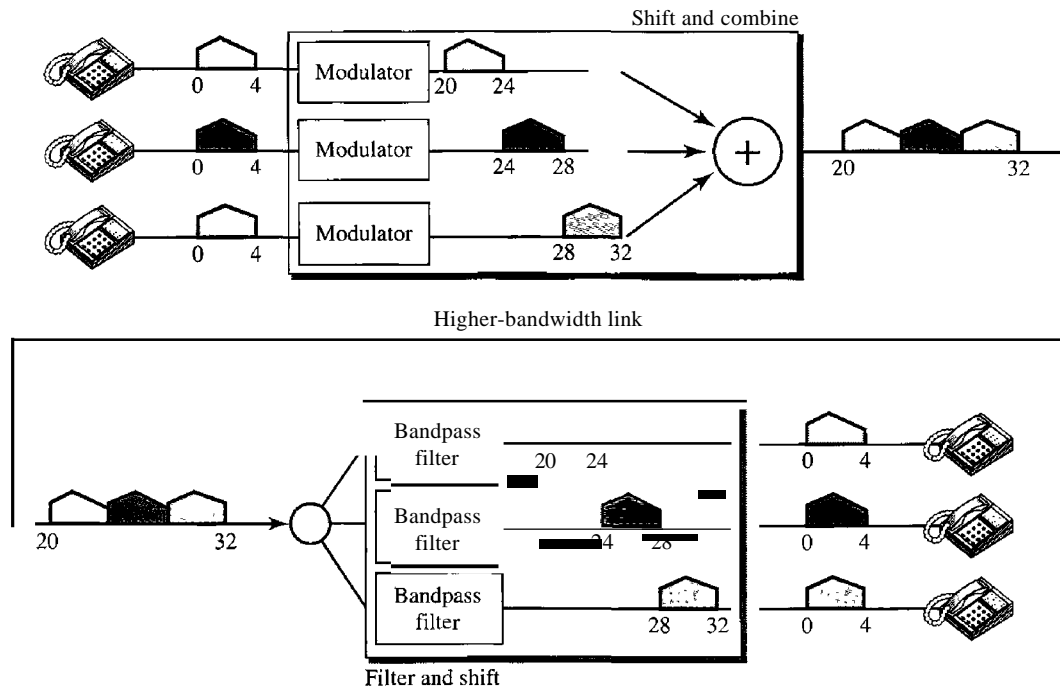 Shift and combine
Modulator
0 4
20 24
Modulator
0 4
24 28
+
20 32
Modulator
0 4
28 32
Higher-bandwidth link
Bandpass
filter
20 24
0 4
Bandpass
filter
24 28
20 32
0 4
Bandpass
filter
28 32
0 4
Filter and shift